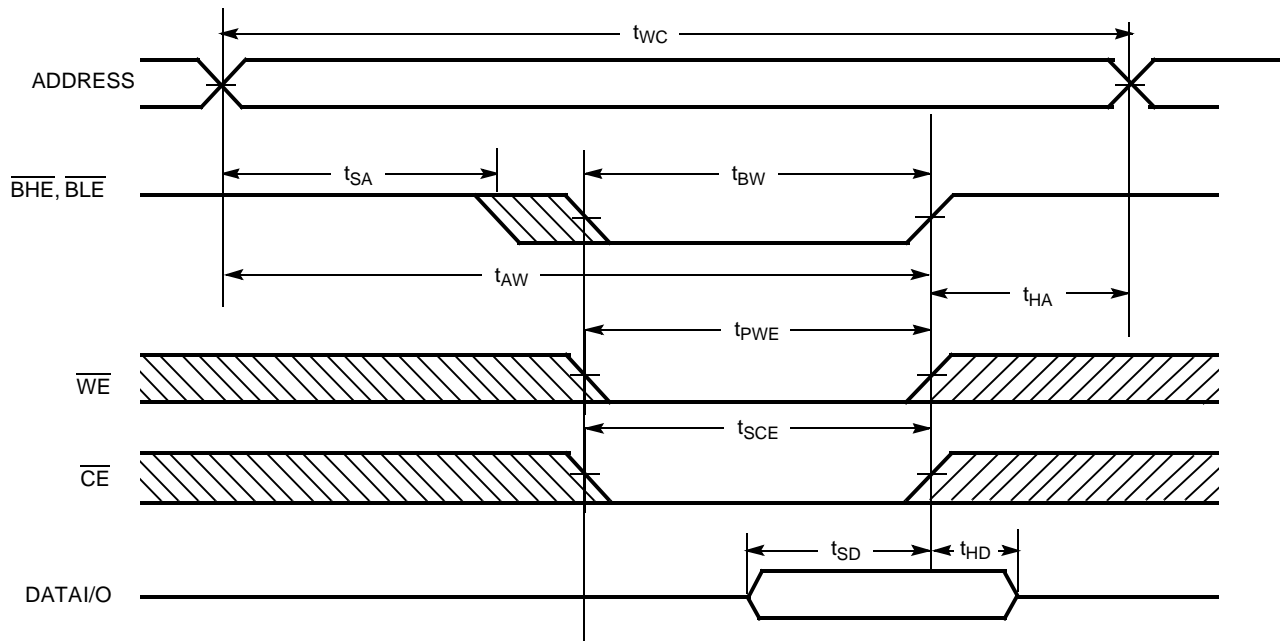 tWC
ADDRESS
tSA
tBW
BHE, BLE
tAW
tHA
tPWE
WE
tSCE
CE
tSD
tHD
DATAI/O